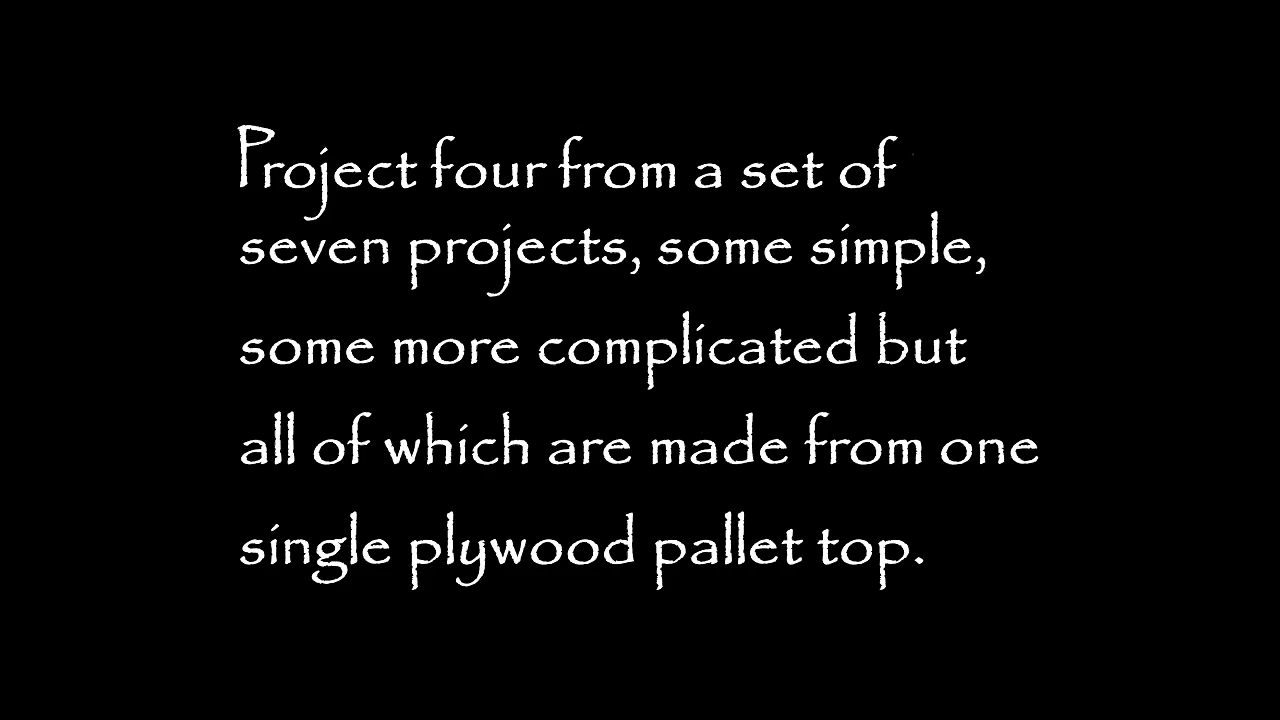 Project four from a set of
seven projects, some simple,
some more complicated but
all of which are made from one
single plywood pallet top.